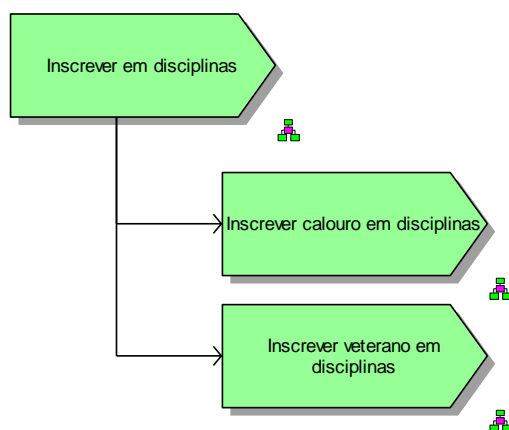 Inscrever em disciplinas
Inscrever calouro em disciplinas
Inscrever veterano em
disciplinas